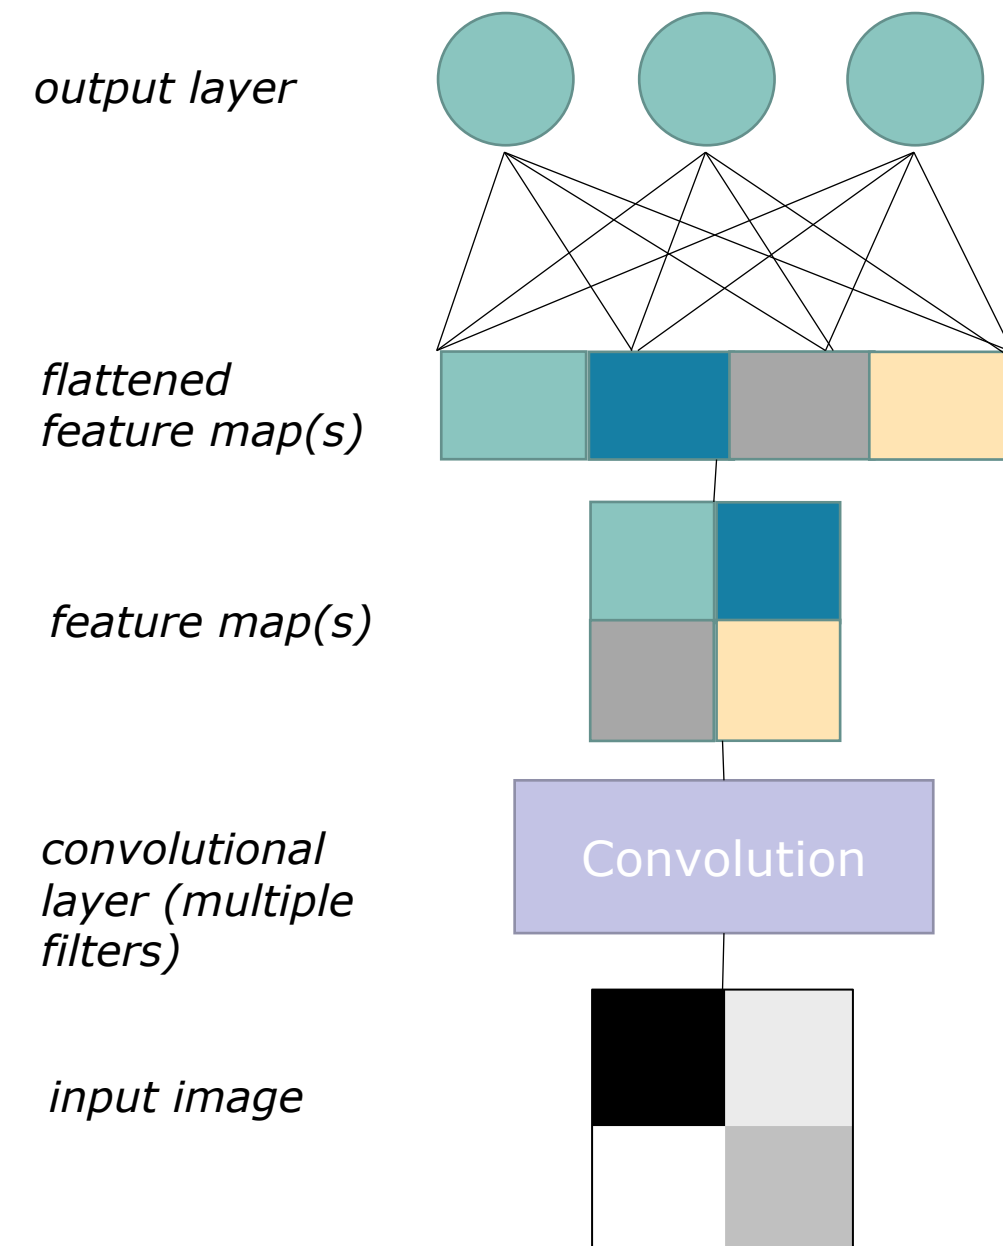 output layer
flattened
feature map(s)
feature map(s)
convolutional
layer (multiple
filters)
Convolution
input image